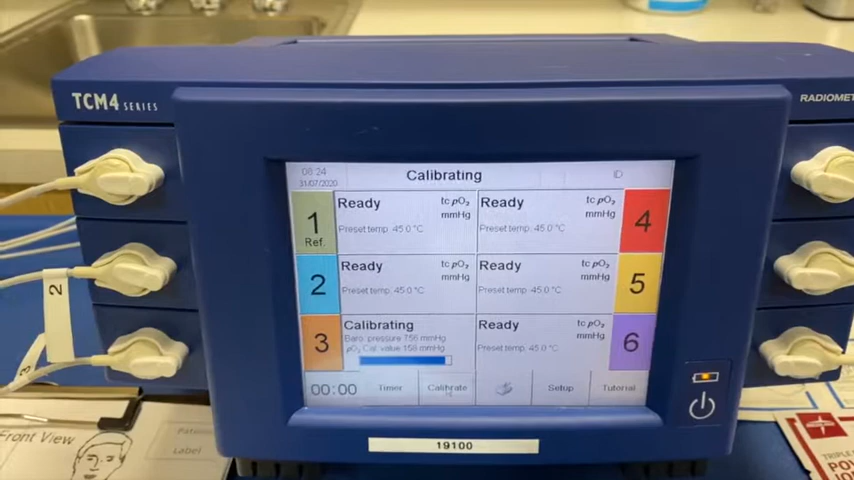 TCM4 SERIES
RADIOMET
08:24
31/07/2020
Calibrating
ID
1
Ref.
Ready
tc pO₂
mmHg
Preset temp. 45.0 °C
Ready
tc pO₂
mmHg
Preset temp. 45.0 °C
4
2
Ready
tc pO₂
mmHg
Preset temp. 45.0 °C
Ready
tc pO₂
mmHg
Preset temp. 45.0 °C
5
3
Calibrating
Baro. pressure 756 mmHg
pO₂ Cal. value 158 mmHg
Ready
tc pO₂
mmHg
Preset temp. 45.0 °C
6
00:00
Timer
Calibrate
Setup
Tutorial
19100
2
3
Front View
Patient
Label
TRIPLE